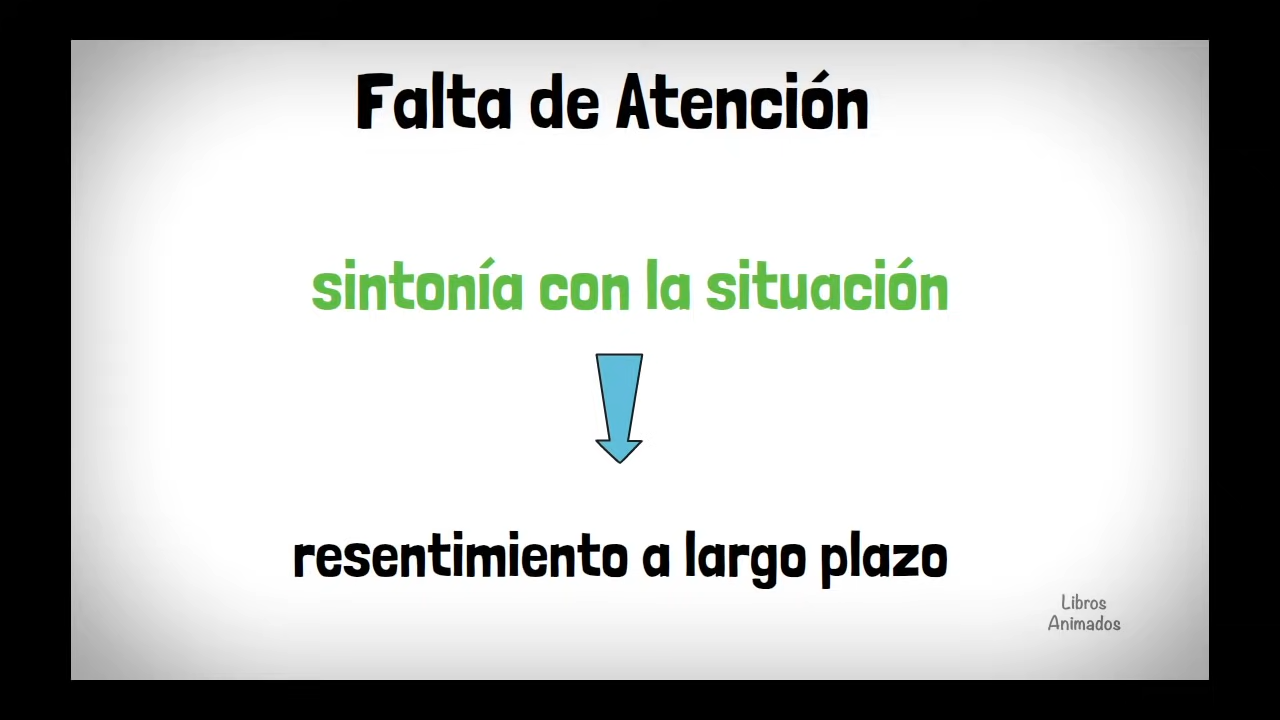 Falta de Atención
sintonía con la situación
resentimiento a largo plazo
Libros
Animados